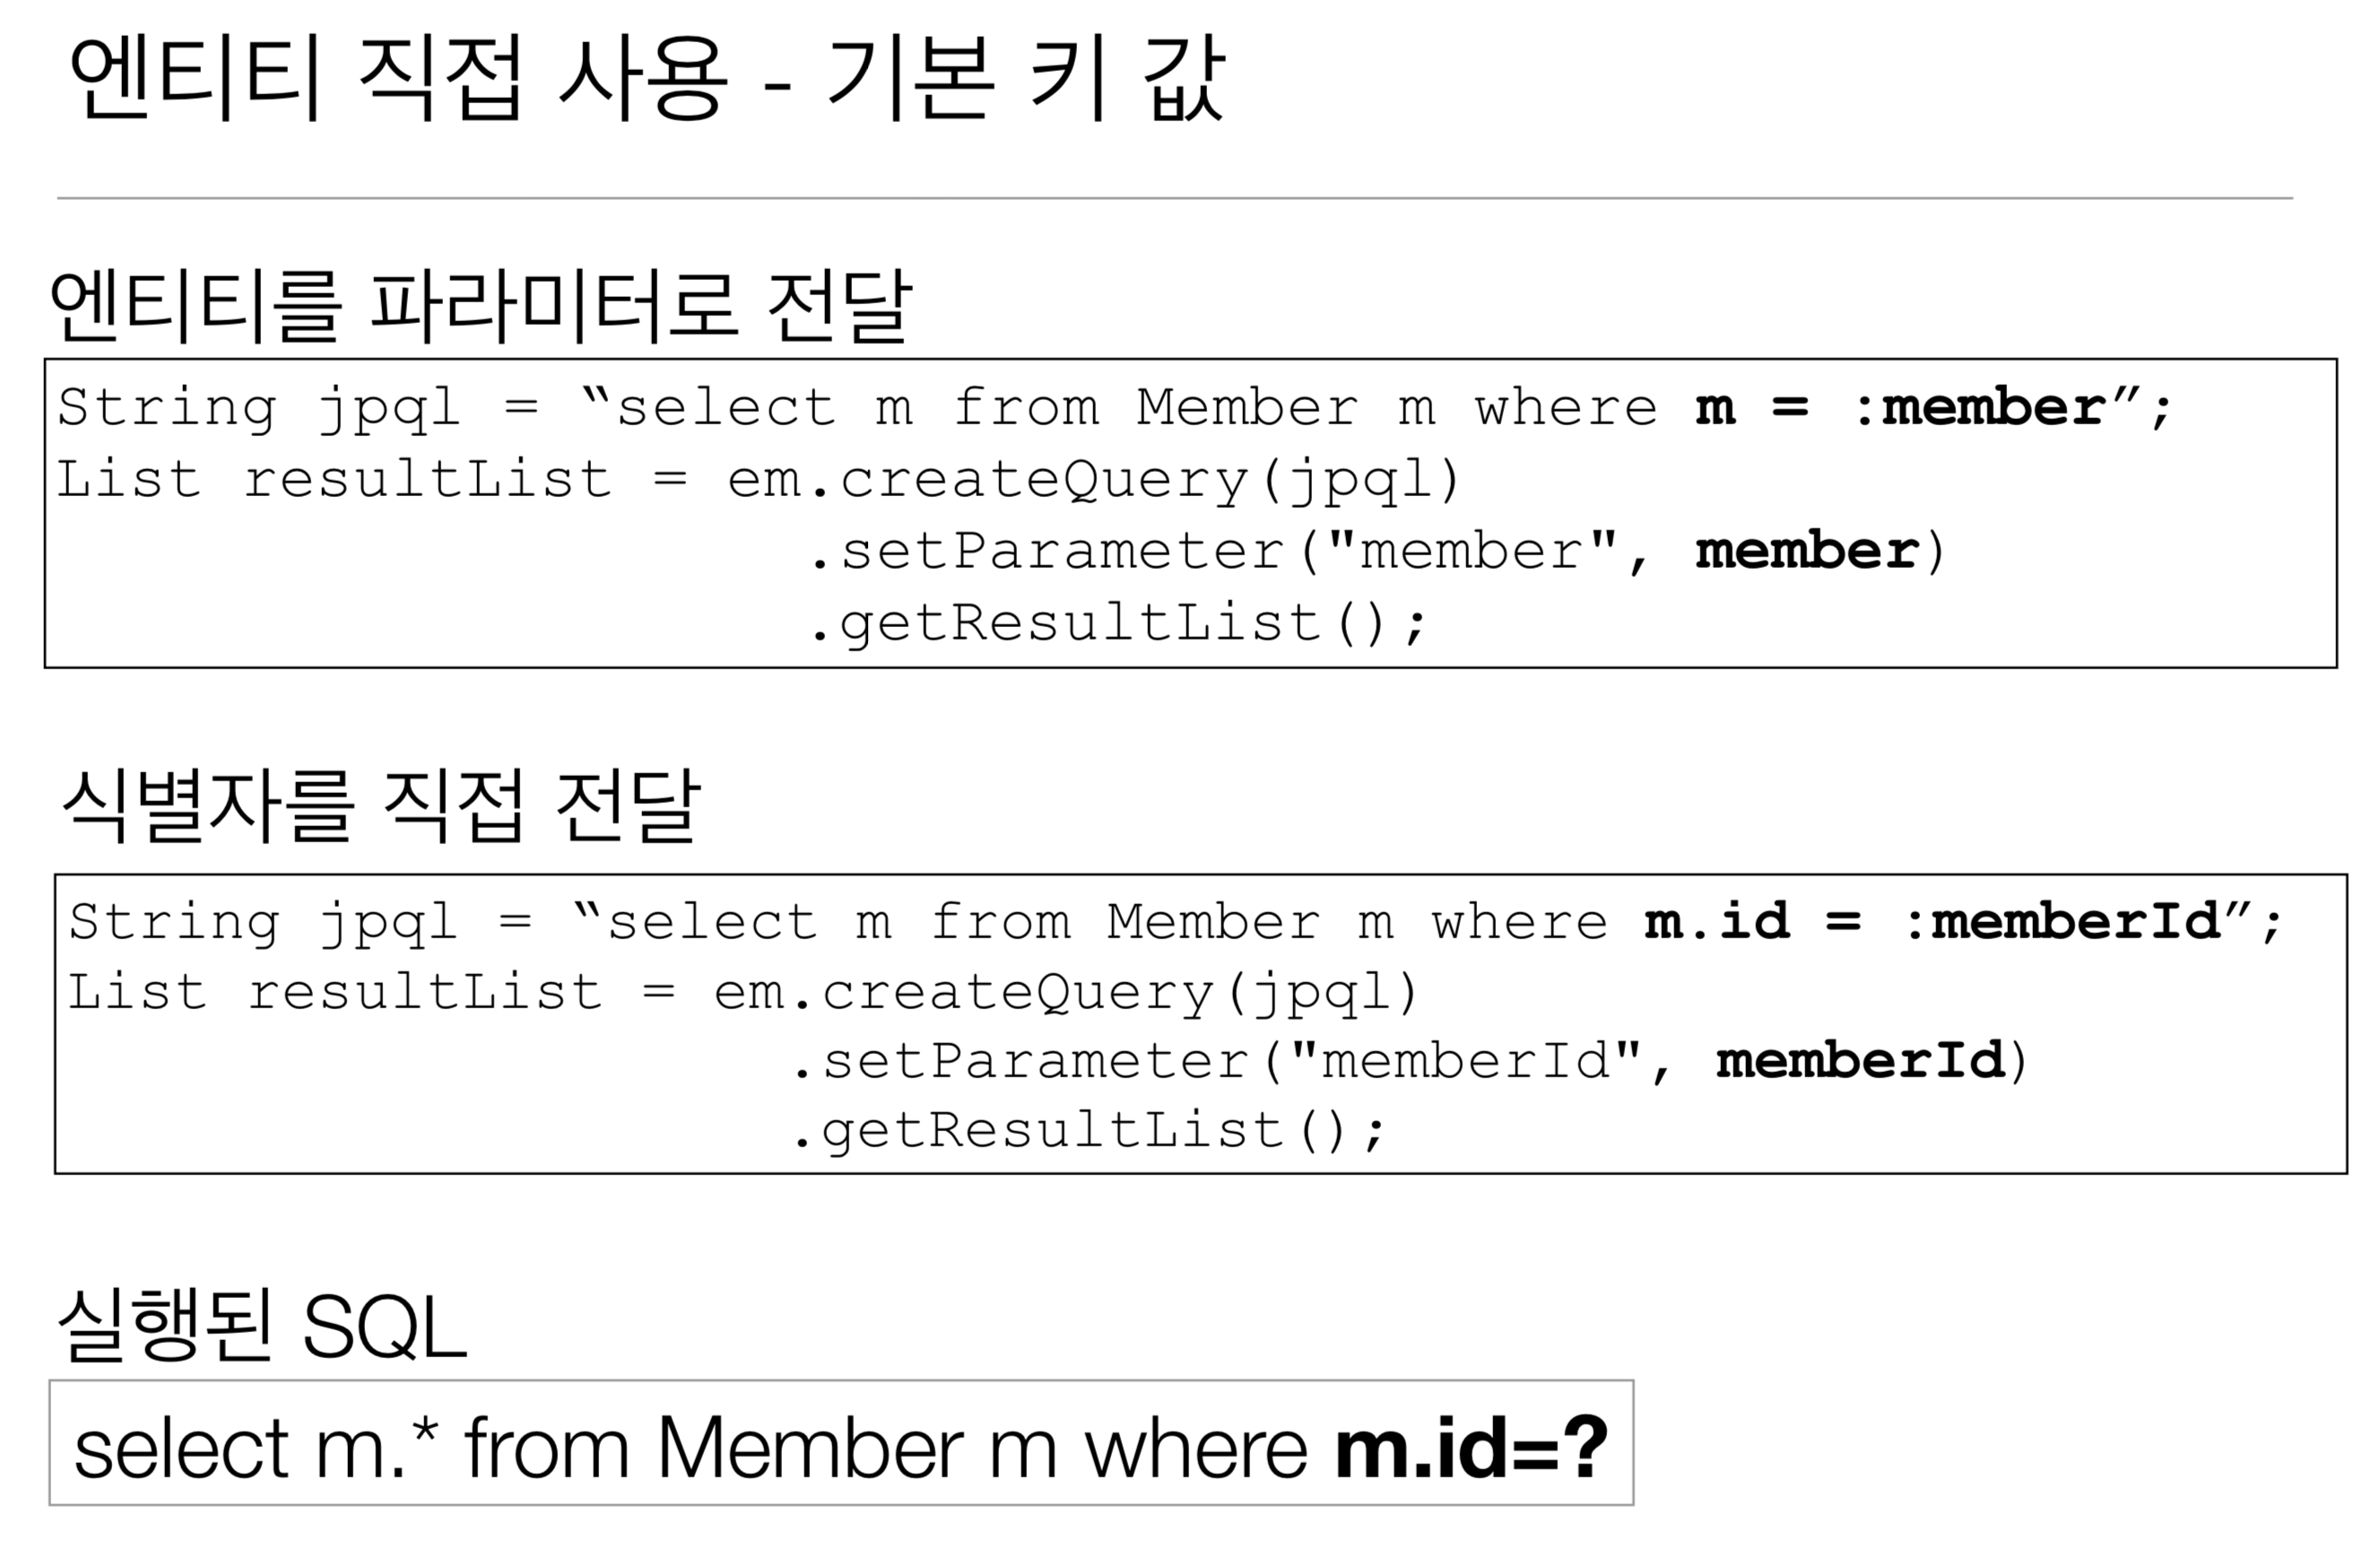 엔티티 직접 사용 - 기본 키 값
엔티티를 파라미터로 전달
String jpql = “select m from Member m where m = :member”;
List resultList = em.createQuery(jpql)
.setParameter("member", member)
.getResultList();
식별자를 직접 전달
String jpql = “select m from Member m where m.id = :memberId”;
List resultList = em.createQuery(jpql)
.setParameter("memberId", memberId)
.getResultList();
실행된 SQL
select m.* from Member m where m.id=?